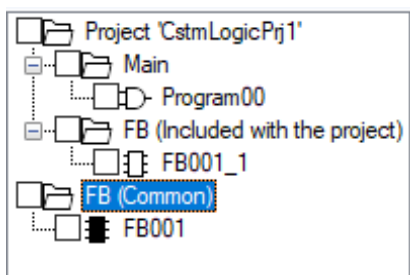 Project 'CstmLogicPrj1'
Main
Program00
FB (Included with the project)
FB001_1
FB (Common)
FB001